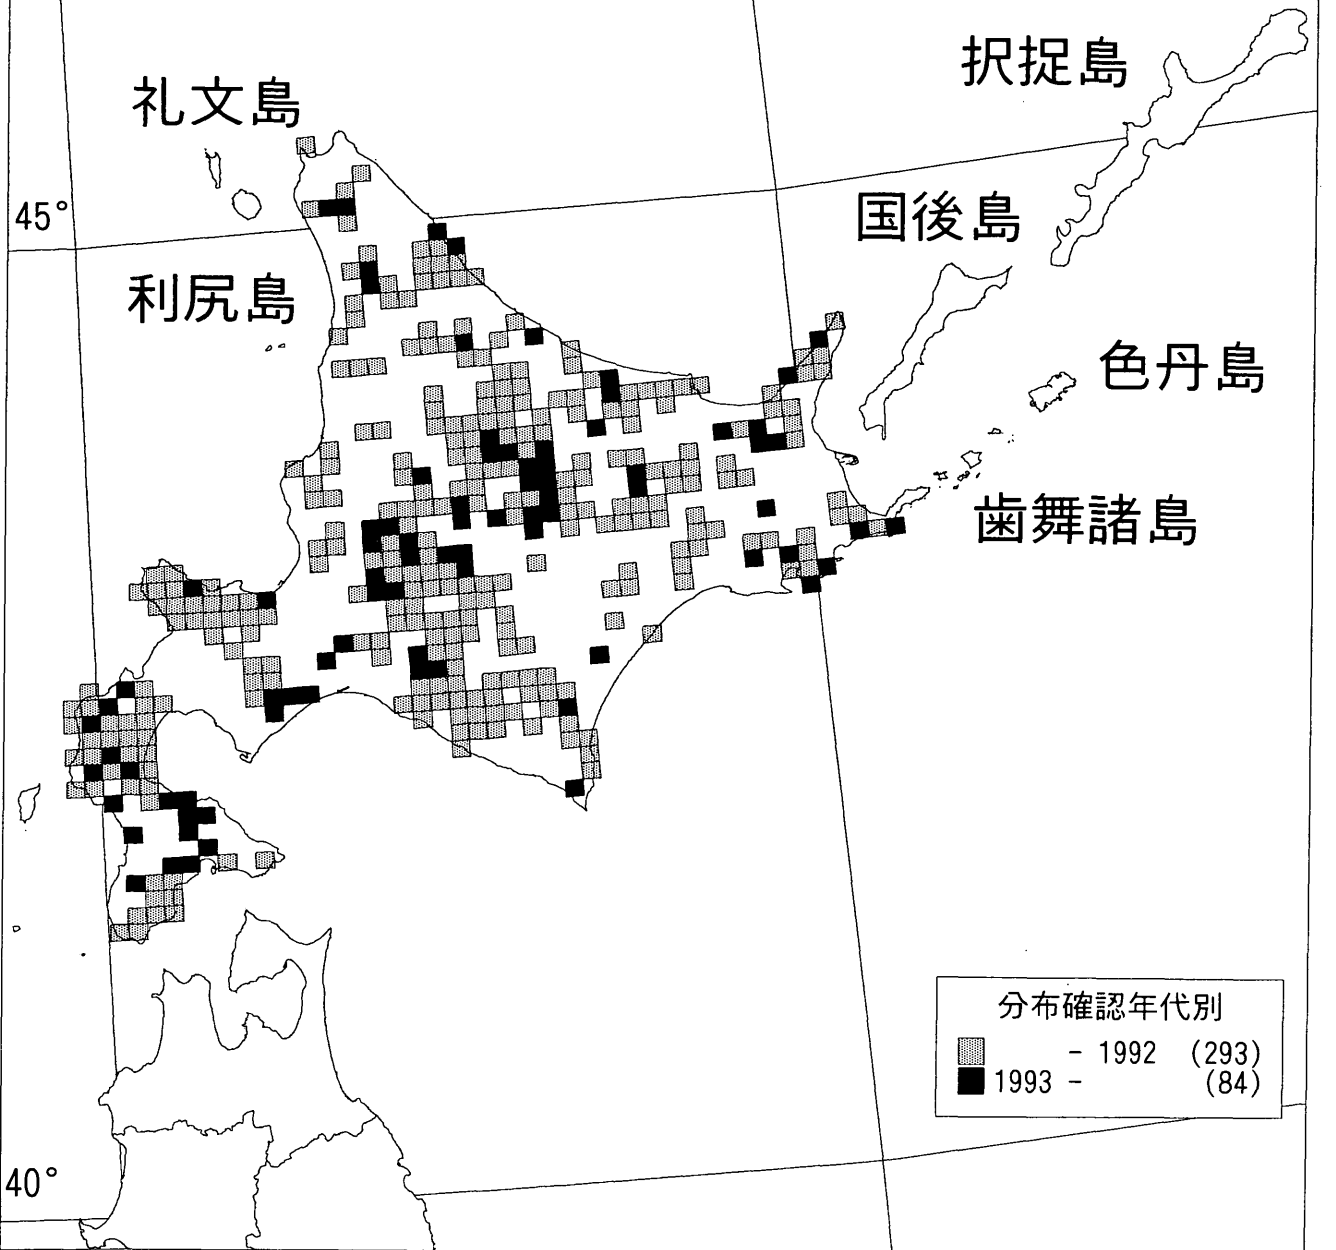 択捉島
礼文島
45°
国後島
利尻島
色丹島
歯舞諸島
分布確認年代別
- 1992 (293)
1993 - (84)
40°